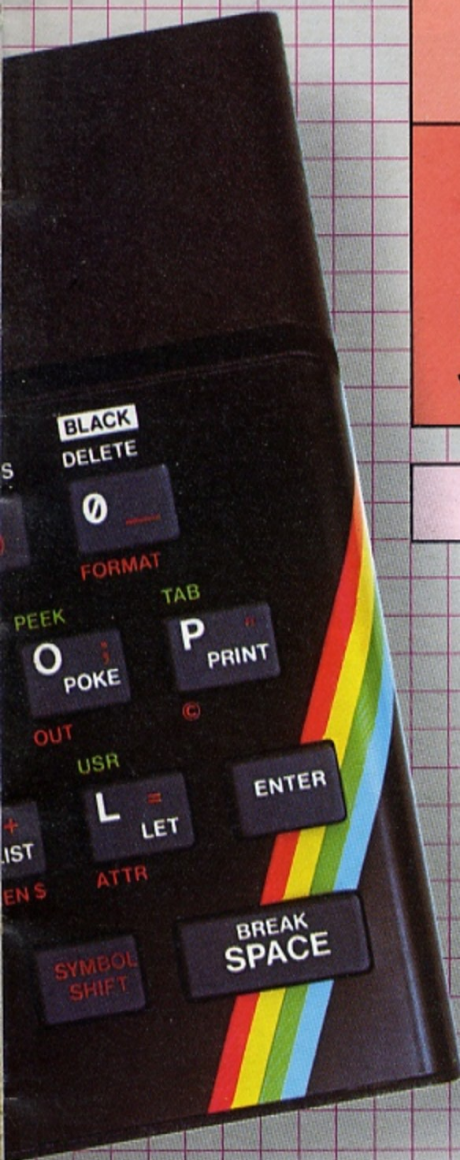 BLACK
S DELETE
) 0 _
FORMAT
PEEK TAB
O ; P "
POKE PRINT
OUT ©
USR
+ L = ENTER
IST LET
EN $ ATTR
BREAK
SYMBOL SPACE
SHIFT